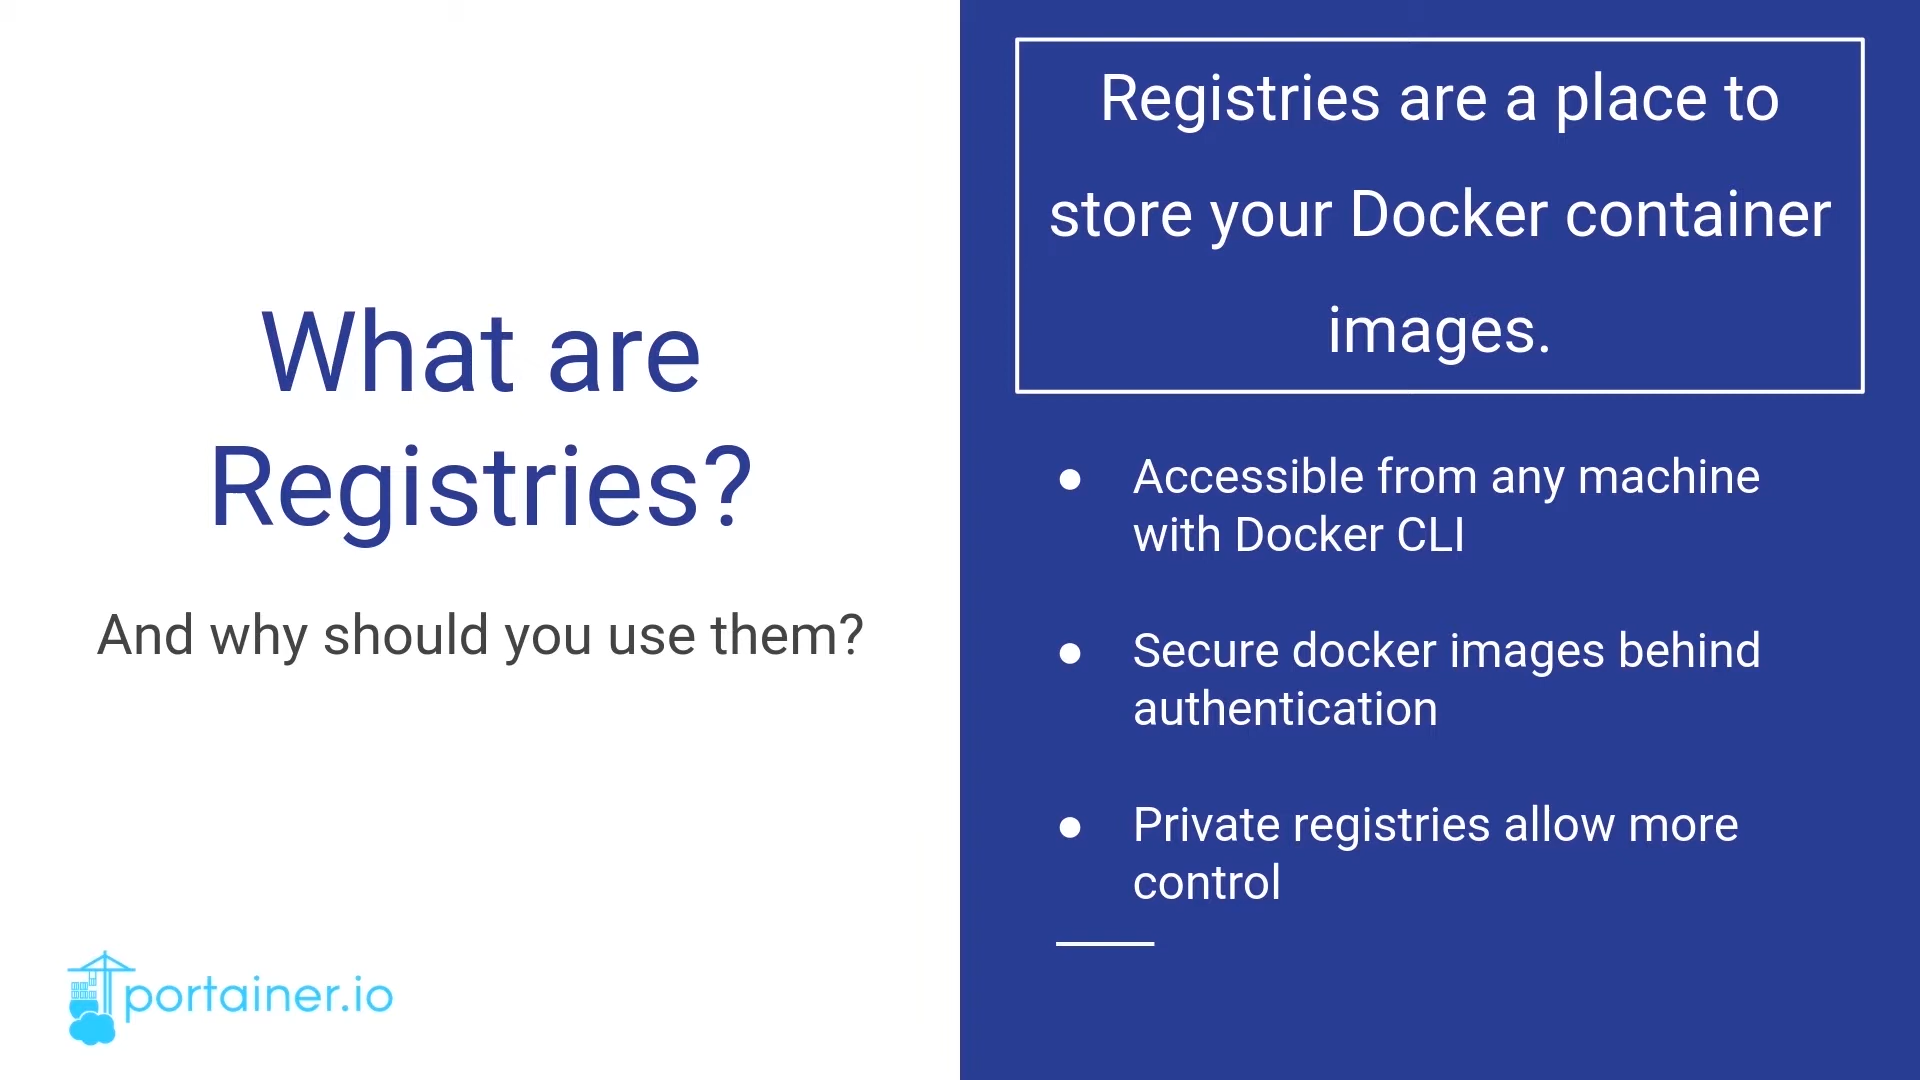 What are
Registries?
And why should you use them?
portainer.io
Registries are a place to
store your Docker container
images.
● Accessible from any machine
with Docker CLI
● Secure docker images behind
authentication
● Private registries allow more
control